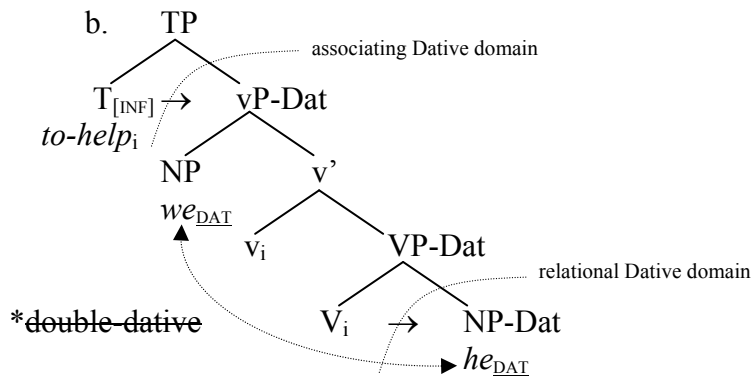 b. TP
associating Dative domain
T[INF] → vP-Dat
to-helpi
NP v’
weDAT vi VP-Dat
relational Dative domain
*double-dative Vi → NP-Dat
heDAT